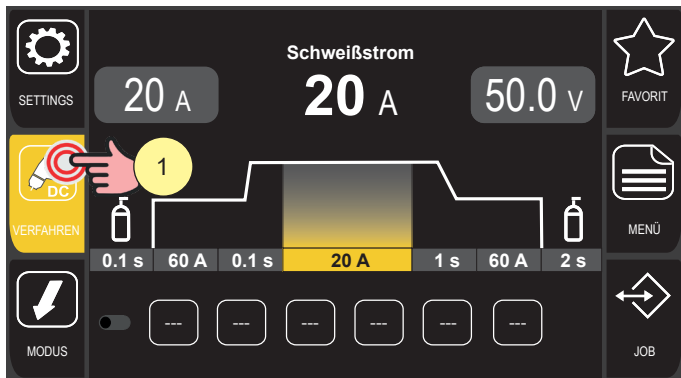 SETTINGS
DC
VERFAHREN
1
MODUS
Schweißstrom
20 A
20 A
50.0 V
0.1 s
60 A
0.1 s
20 A
1 s
60 A
2 s
---
---
---
---
---
---
FAVORIT
MENÜ
JOB